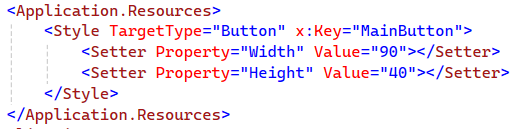 <Application.Resources>
<Style TargetType="Button" x:Key="MainButton">
<Setter Property="Width" Value="90"></Setter>
<Setter Property="Height" Value="40"></Setter>
</Style>
</Application.Resources>